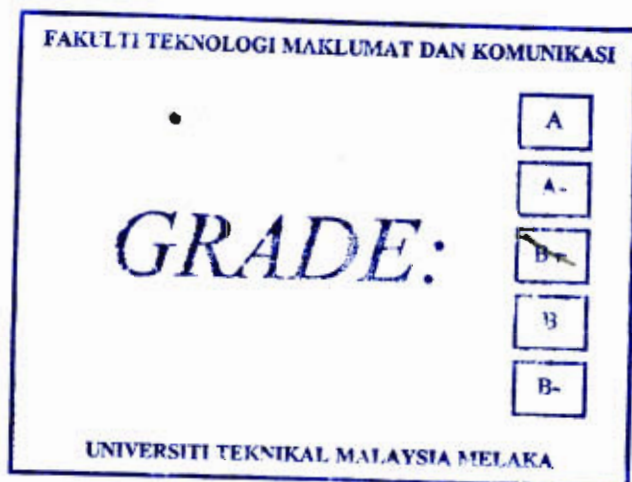 FAKULTI TEKNOLOGI MAKLUMAT DAN KOMUNIKASI
A
A-
GRADE:
B+
B
B-
UNIVERSITI TEKNIKAL MALAYSIA MELAKA